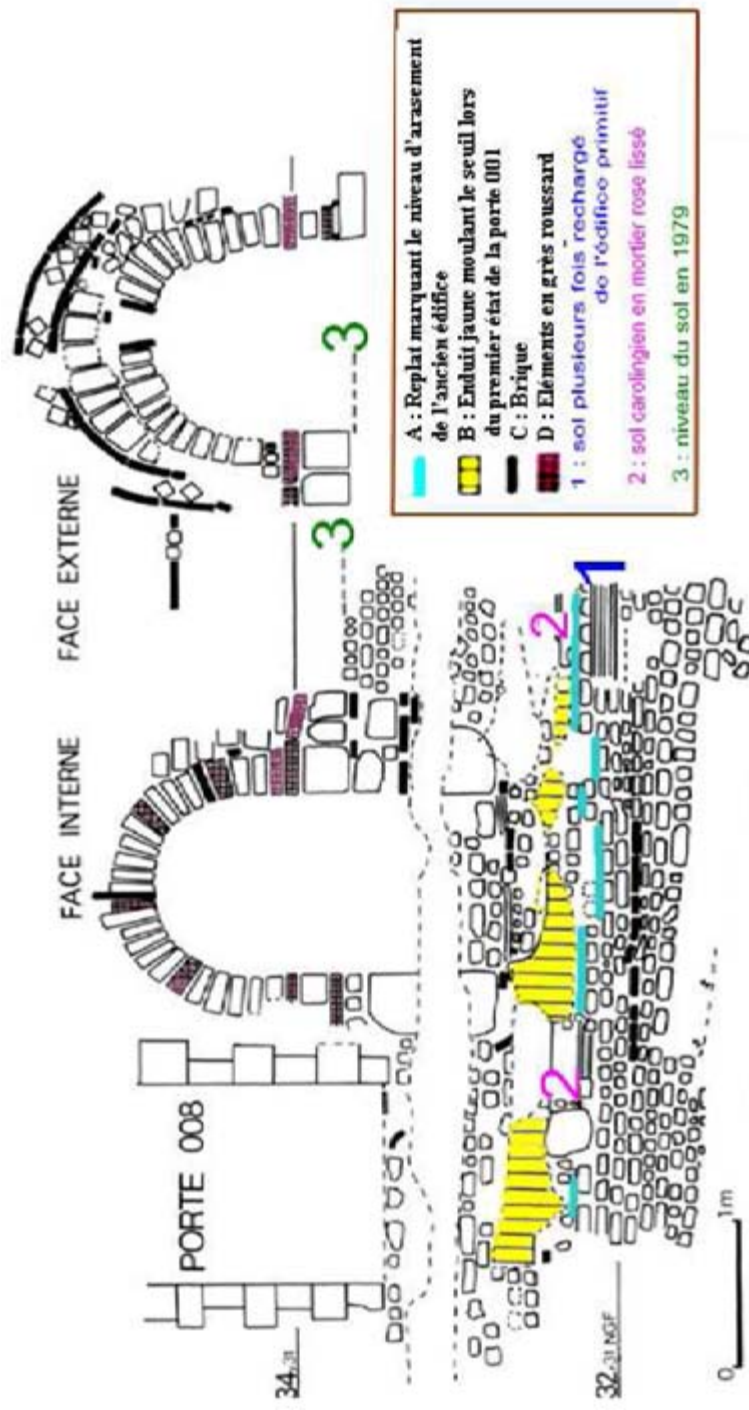 FACE INTERNE
FACE EXTERNE
PORTE 008
34,31
32,31 NGF
0
1m
1
2
2
3
3
A : Replat marquant le niveau d'arasement
de l'ancien édifice
B : Enduit jaune moulant le seuil lors
du premier état de la porte 001
C : Brique
D : Eléments en grès roussard
1 : sol plusieurs fois rechargé
de l'édifice primitif
2 : sol carolingien en mortier rose lissé
3 : niveau du sol en 1979